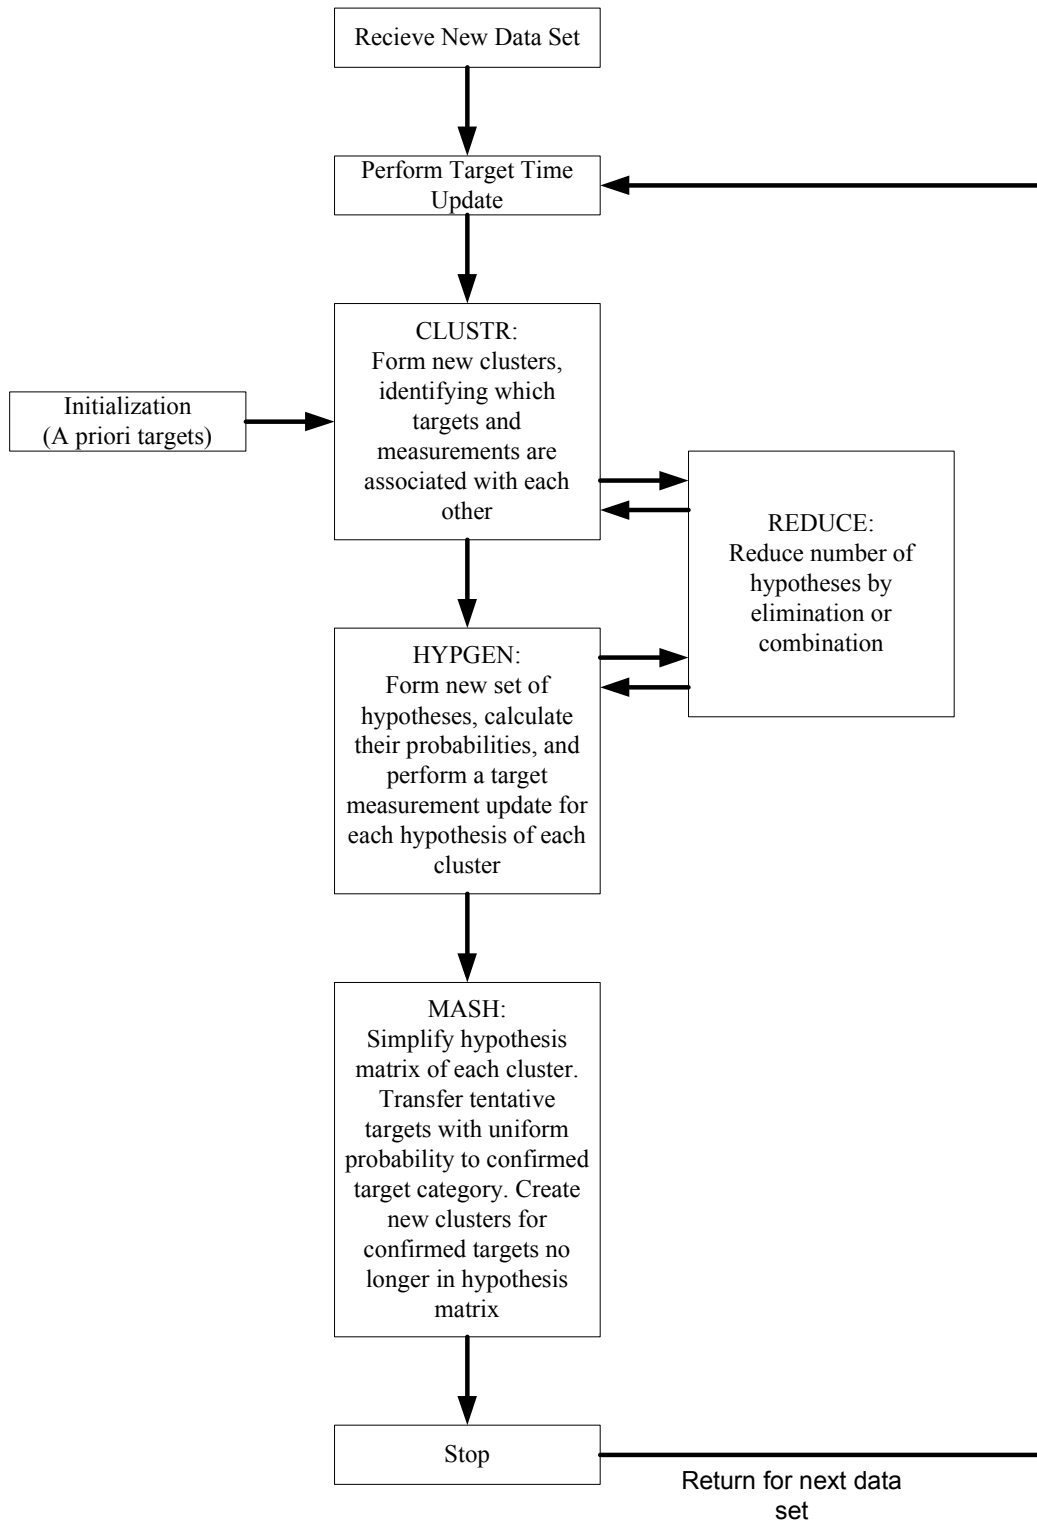 Recieve New Data Set
Perform Target Time
Update
CLUSTR:
Form new clusters,
identifying which
targets and
measurements are
associated with each
other
Initialization
(A priori targets)
REDUCE:
Reduce number of
hypotheses by
elimination or
combination
HYPGEN:
Form new set of
hypotheses, calculate
their probabilities, and
perform a target
measurement update for
each hypothesis of each
cluster
MASH:
Simplify hypothesis
matrix of each cluster.
Transfer tentative
targets with uniform
probability to confirmed
target category. Create
new clusters for
confirmed targets no
longer in hypothesis
matrix
Stop
Return for next data
set